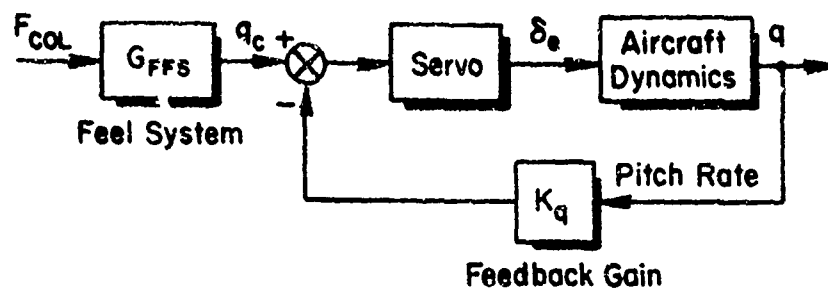 F_COL
G_FFS
Feel System
q_c
+
-
Servo
δ_e
Aircraft
Dynamics
q
Pitch Rate
K_q
Feedback Gain